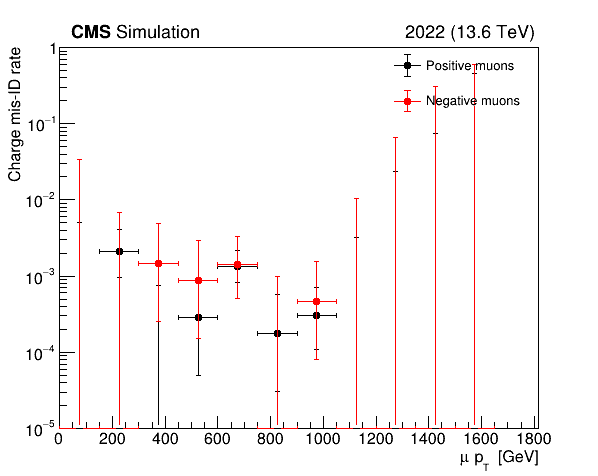 CMS Simulation 2022 (13.6 TeV)
Charge mis-ID rate
1
10⁻¹
10⁻²
10⁻³
10⁻⁴
10⁻⁵
Positive muons
Negative muons
0 200 400 600 800 1000 1200 1400 1600 1800
μ p_T [GeV]